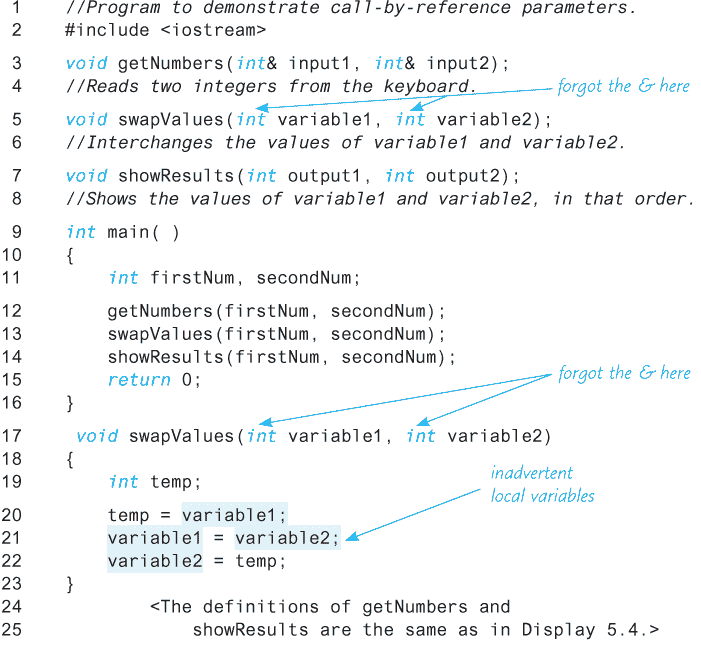 1 //Program to demonstrate call-by-reference parameters.
2 #include <iostream>
3 void getNumbers(int& input1, int& input2);
4 //Reads two integers from the keyboard.
forgot the & here
5 void swapValues(int variable1, int variable2);
6 //Interchanges the values of variable1 and variable2.
7 void showResults(int output1, int output2);
8 //Shows the values of variable1 and variable2, in that order.
9 int main( )
10 {
11 int firstNum, secondNum;
12 getNumbers(firstNum, secondNum);
13 swapValues(firstNum, secondNum);
14 showResults(firstNum, secondNum);
15 return 0;
forgot the & here
16 }
17 void swapValues(int variable1, int variable2)
18 {
19 int temp;
inadvertent
local variables
20 temp = variable1;
21 variable1 = variable2;
22 variable2 = temp;
23 }
24 <The definitions of getNumbers and
25 showResults are the same as in Display 5.4.>